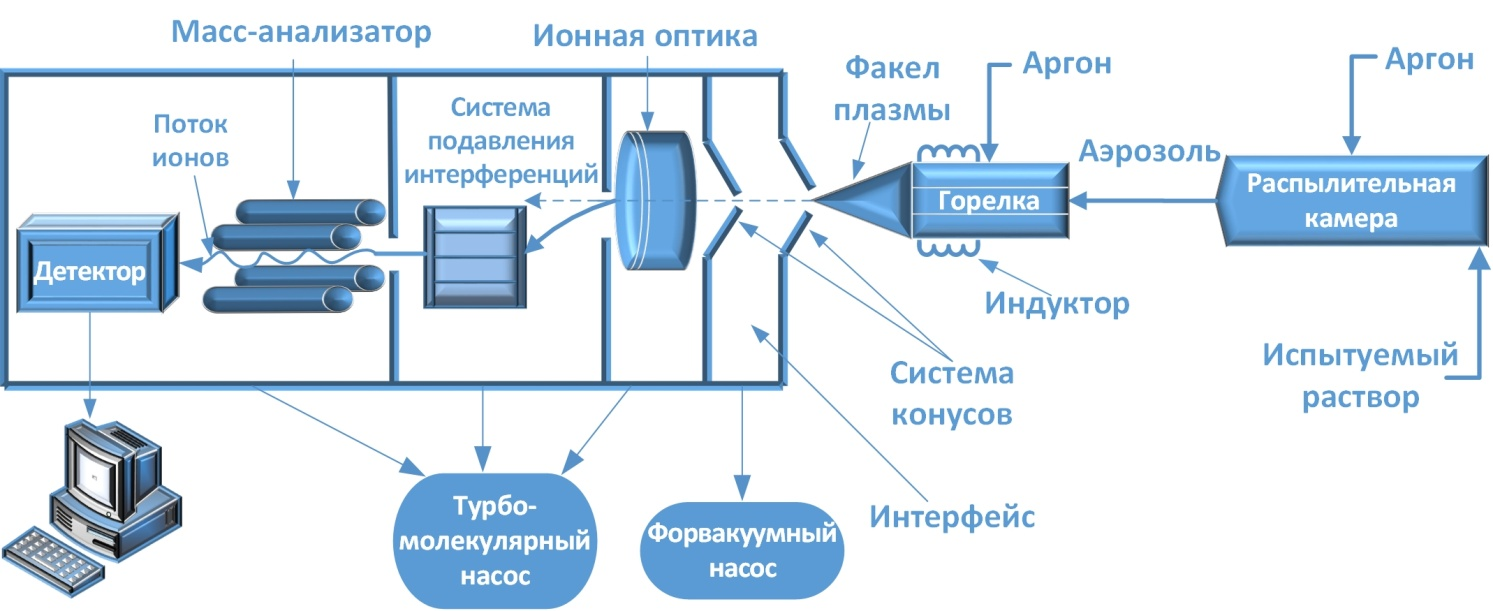 Масс-анализатор
Ионная оптика
Факел
плазмы
Аргон
Аргон
Поток
ионов
Система
подавления
интерференций
Аэрозоль
Распылительная
камера
Горелка
Детектор
Индуктор
Испытуемый
раствор
Система
конусов
Интерфейс
Турбо-
молекулярный
насос
Форвакуумный
насос